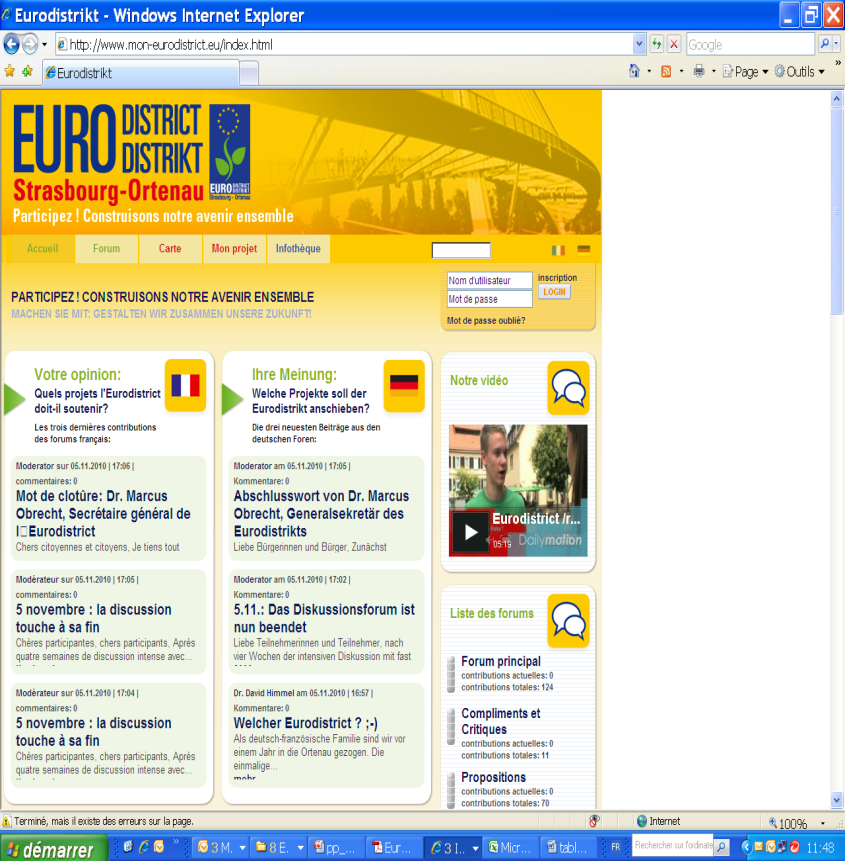 Eurodistrikt - Windows Internet Explorer
http://www.mon-eurodistrict.eu/index.html
Google
Eurodistrikt
Page
Outils
EURO DISTRICT
DISTRIKT
Strasbourg-Ortenau
EURO DISTRICT
DISTRIKT
Strasbourg - Ortenau
Participez ! Construisons notre avenir ensemble
Accueil
Forum
Carte
Mon projet
Infothèque
PARTICIPEZ ! CONSTRUISONS NOTRE AVENIR ENSEMBLE
MACHEN SIE MIT: GESTALTEN WIR ZUSAMMEN UNSERE ZUKUNFT!
Nom d'utilisateur
inscription
Mot de passe
LOGIN
Mot de passe oublié?
Votre opinion:
Quels projets l'Eurodistrict
doit-il soutenir?
Les trois dernières contributions
des forums français:
Moderator sur 05.11.2010 | 17:06 |
commentaires: 0
Mot de clotûre: Dr. Marcus
Obrecht, Secrétaire général de
l□Eurodistrict
Chers citoyennes et citoyens, Je tiens tout
Modérateur sur 05.11.2010 | 17:05 |
commentaires: 0
5 novembre : la discussion
touche à sa fin
Chères participantes, chers participants, Après
quatre semaines de discussion intense avec...
Modérateur sur 05.11.2010 | 17:04 |
commentaires: 0
5 novembre : la discussion
touche à sa fin
Chères participantes, chers participants, Après
quatre semaines de discussion intense avec...
Ihre Meinung:
Welche Projekte soll der
Eurodistrikt anschieben?
Die drei neuesten Beiträge aus den
deutschen Foren:
Moderator am 05.11.2010 | 17:05 |
Kommentare: 0
Abschlusswort von Dr. Marcus
Obrecht, Generalsekretär des
Eurodistrikts
Liebe Bürgerinnen und Bürger, Zunächst
Moderator am 05.11.2010 | 17:02 |
Kommentare: 0
5.11.: Das Diskussionsforum ist
nun beendet
Liebe Teilnehmerinnen und Teilnehmer, nach
vier Wochen der intensiven Diskussion mit fast
Dr. David Himmel am 05.11.2010 | 16:57 |
Kommentare: 0
Welcher Eurodistrict ? ;-)
Als deutsch-französische Familie sind wir vor
einem Jahr in die Ortenau gezogen. Die
einmalige...
mehr
Notre vidéo
Eurodistrict /r...
05:19
Dailymotion
Liste des forums
Forum principal
contributions actuelles: 0
contributions totales: 124
Compliments et
Critiques
contributions actuelles: 0
contributions totales: 11
Propositions
contributions actuelles: 0
contributions totales: 70
Terminé, mais il existe des erreurs sur la page.
Internet
100%
démarrer
3 M.
8 E.
pp_...
Eur...
3 I..
Micr...
tabl...
FR
Rechercher sur l'ordinate
11:48